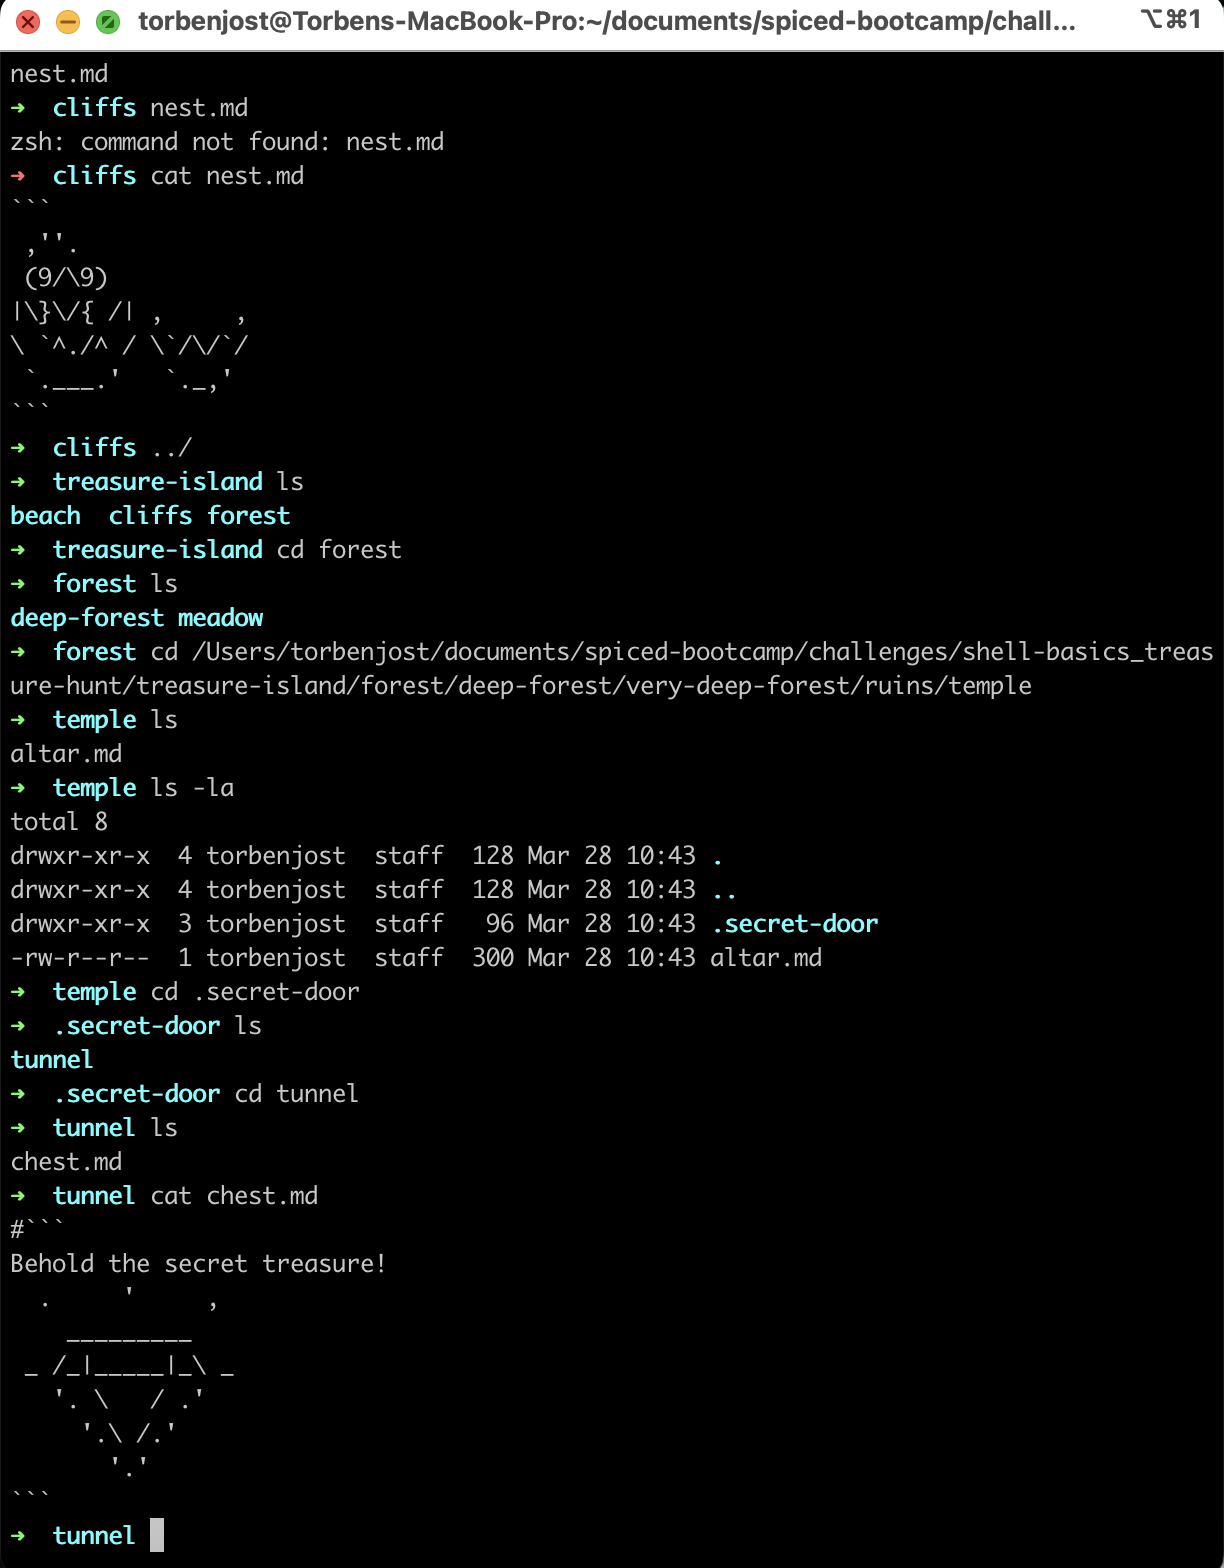 torbenjost@Torbens-MacBook-Pro:~/documents/spiced-bootcamp/chall... ⌥⌘1
nest.md
➜  cliffs nest.md
zsh: command not found: nest.md
➜  cliffs cat nest.md
```
 ,''.
 (9/\9)
|\}\/{ /| ,     ,
\ `^./^ / \`/\/`/
 `.___.'   `._,'
```
➜  cliffs ../
➜  treasure-island ls
beach  cliffs forest
➜  treasure-island cd forest
➜  forest ls
deep-forest meadow
➜  forest cd /Users/torbenjost/documents/spiced-bootcamp/challenges/shell-basics_treas
ure-hunt/treasure-island/forest/deep-forest/very-deep-forest/ruins/temple
➜  temple ls
altar.md
➜  temple ls -la
total 8
drwxr-xr-x  4 torbenjost  staff  128 Mar 28 10:43 .
drwxr-xr-x  4 torbenjost  staff  128 Mar 28 10:43 ..
drwxr-xr-x  3 torbenjost  staff   96 Mar 28 10:43 .secret-door
-rw-r--r--  1 torbenjost  staff  300 Mar 28 10:43 altar.md
➜  temple cd .secret-door
➜  .secret-door ls
tunnel
➜  .secret-door cd tunnel
➜  tunnel ls
chest.md
➜  tunnel cat chest.md
#```
Behold the secret treasure!
  .     '     ,
    _________
 _ /_|_____|_\ _
   '. \   / .'
     '.\ /.'
       '.'
```
➜  tunnel